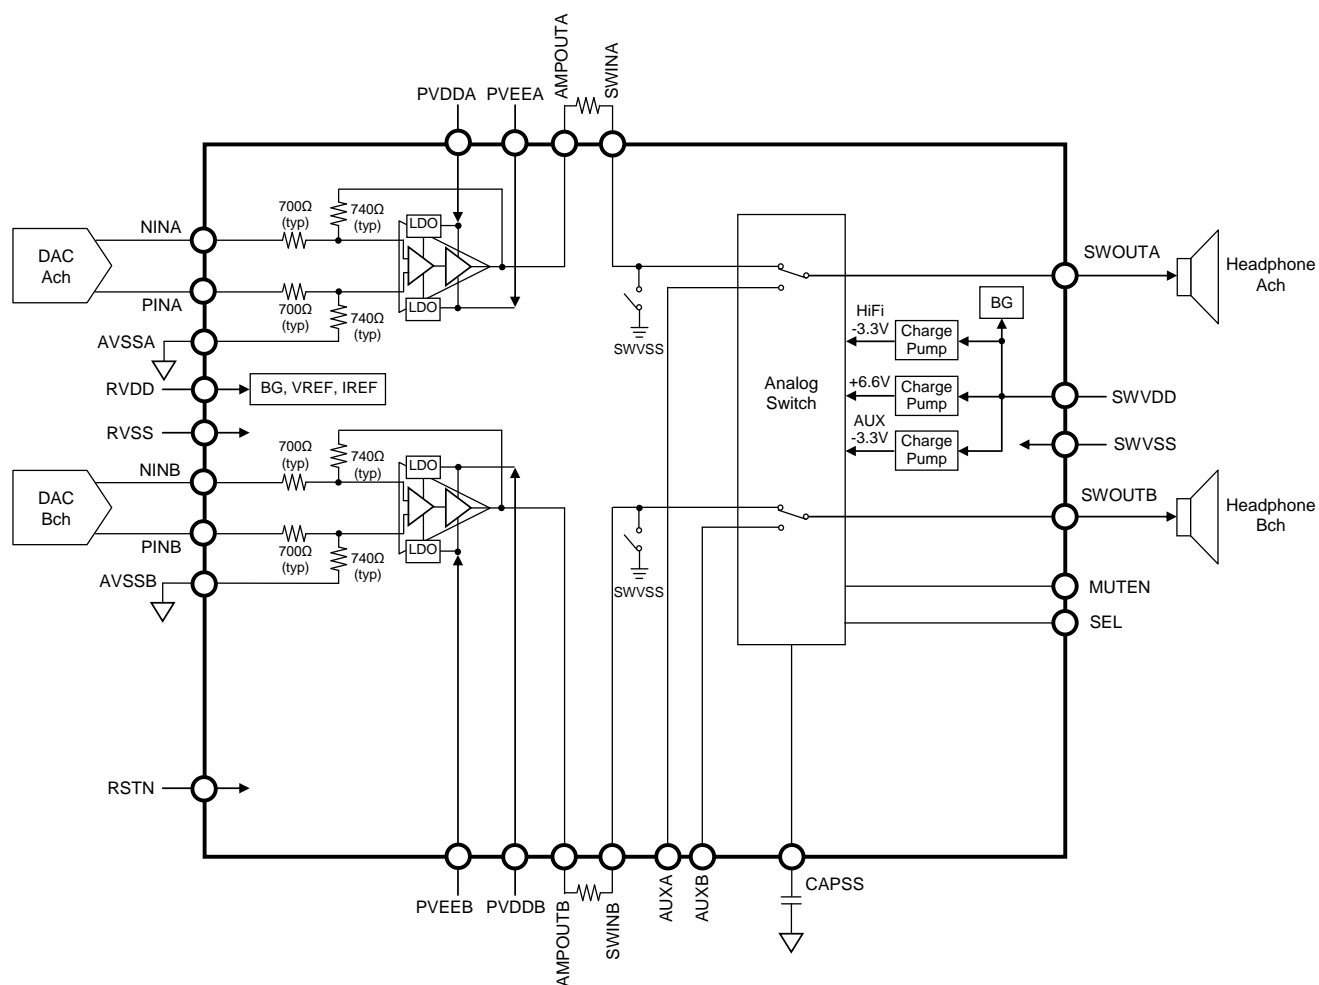 AMPOUTA
SWINA
PVDDA
PVEEA
DAC
Ach
NINA
PINA
AVSSA
700Ω
(typ)
740Ω
(typ)
LDO
LDO
700Ω
(typ)
740Ω
(typ)
RVDD
BG, VREF, IREF
RVSS
DAC
Bch
NINB
PINB
AVSSB
700Ω
(typ)
740Ω
(typ)
LDO
LDO
700Ω
(typ)
740Ω
(typ)
SWVSS
SWVSS
Analog
Switch
HiFi
-3.3V
Charge
Pump
BG
+6.6V
Charge
Pump
AUX
-3.3V
Charge
Pump
SWOUTA
Headphone
Ach
SWVDD
SWVSS
SWOUTB
Headphone
Bch
MUTEN
SEL
RSTN
PVEEB
PVDDB
AMPOUTB
SWINB
AUXA
AUXB
CAPSS